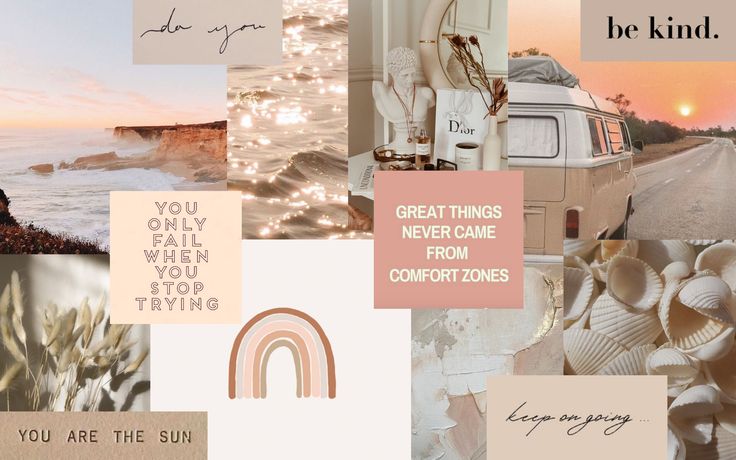 do you
be kind.
Dior
YOU
ONLY
FAIL
WHEN
YOU
STOP
TRYING
GREAT THINGS
NEVER CAME
FROM
COMFORT ZONES
YOU ARE THE SUN
keep on going ...